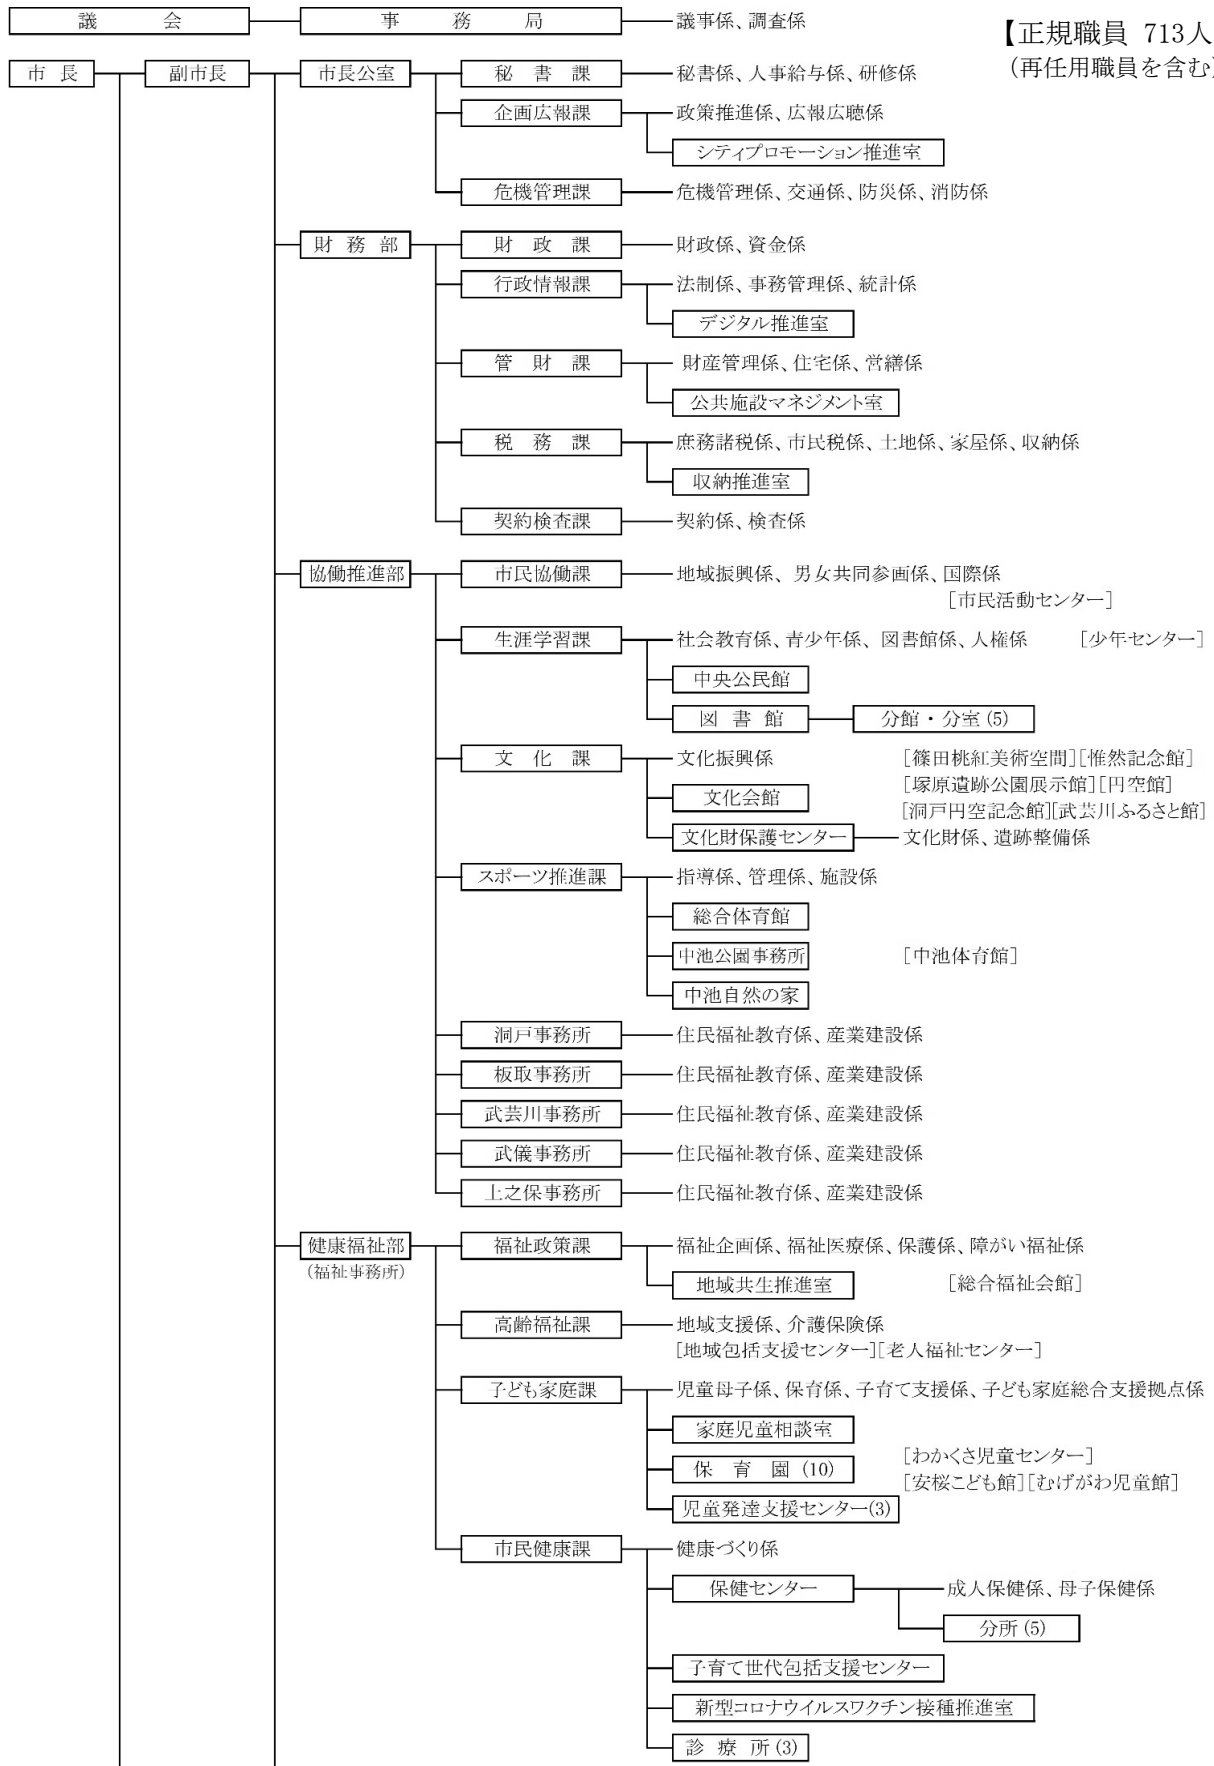 議会 事務局 議事係、調査係
【正規職員 713人
(再任用職員を含む)
市長 副市長 市長公室 秘書課 秘書係、人事給与係、研修係
企画広報課 政策推進係、広報広聴係
シティプロモーション推進室
危機管理課 危機管理係、交通係、防災係、消防係
財務部 財政課 財政係、資金係
行政情報課 法制係、事務管理係、統計係
デジタル推進室
管財課 財産管理係、住宅係、営繕係
公共施設マネジメント室
税務課 庶務諸税係、市民税係、土地係、家屋係、収納係
収納推進室
契約検査課 契約係、検査係
協働推進部 市民協働課 地域振興係、男女共同参画係、国際係
[市民活動センター]
生涯学習課 社会教育係、青少年係、図書館係、人権係 [少年センター]
中央公民館
図書館 分館・分室(5)
文化課 文化振興係 [篠田桃紅美術空間][惟然記念館]
[塚原遺跡公園展示館][円空館]
文化会館
[洞戸円空記念館][武芸川ふるさと館]
文化財保護センター 文化財係、遺跡整備係
スポーツ推進課 指導係、管理係、施設係
総合体育館
中池公園事務所 [中池体育館]
中池自然の家
洞戸事務所 住民福祉教育係、産業建設係
板取事務所 住民福祉教育係、産業建設係
武芸川事務所 住民福祉教育係、産業建設係
武儀事務所 住民福祉教育係、産業建設係
上之保事務所 住民福祉教育係、産業建設係
健康福祉部 福祉政策課 福祉企画係、福祉医療係、保護係、障がい福祉係
(福祉事務所)
地域共生推進室 [総合福祉会館]
高齢福祉課 地域支援係、介護保険係
[地域包括支援センター][老人福祉センター]
子ども家庭課 児童母子係、保育係、子育て支援係、子ども家庭総合支援拠点係
家庭児童相談室
[わかくさ児童センター]
保育園(10)
[安桜こども館][むげがわ児童館]
児童発達支援センター(3)
市民健康課 健康づくり係
保健センター 成人保健係、母子保健係
分所(5)
子育て世代包括支援センター
新型コロナウイルスワクチン接種推進室
診療所(3)